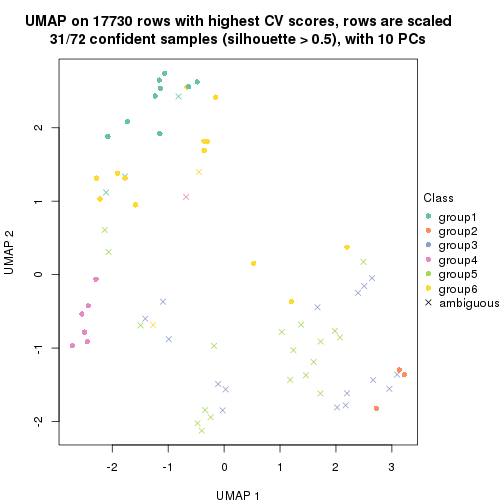 UMAP on 17730 rows with highest CV scores, rows are scaled
31/72 confident samples (silhouette > 0.5), with 10 PCs
UMAP 2
2
1
0
-1
-2
-2
-1
0
1
2
3
UMAP 1
Class
group1
group2
group3
group4
group5
group6
ambiguous